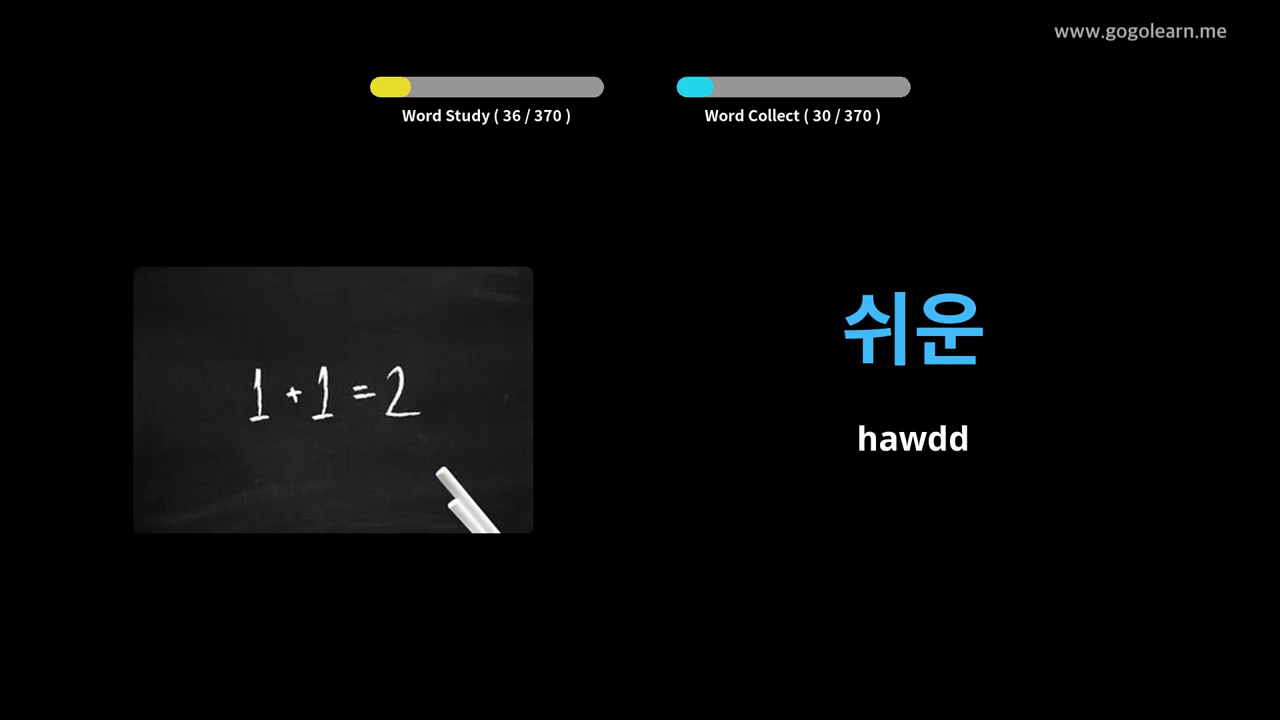 www.gogolearn.me
Word Study ( 36 / 370 )
Word Collect ( 30 / 370 )
1 + 1 = 2
쉬운
hawdd